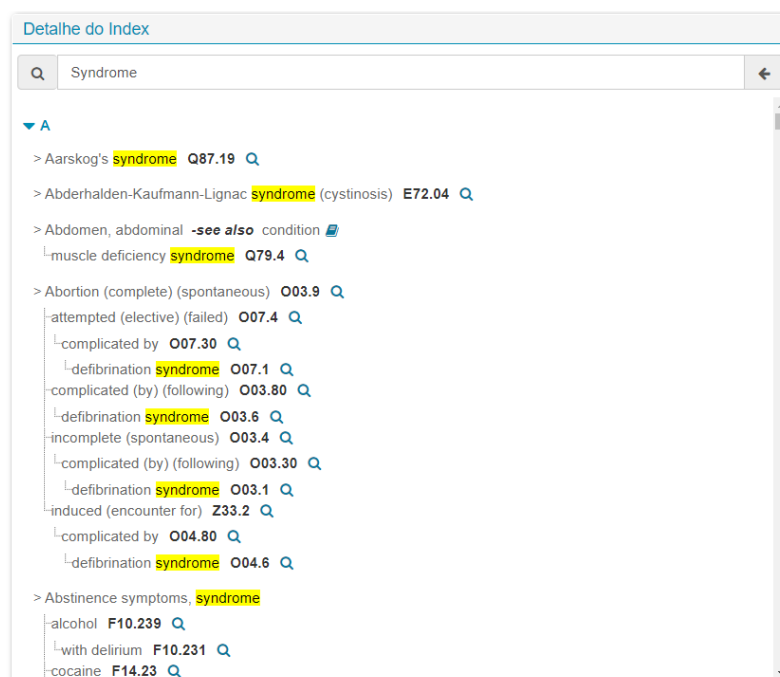 Detalhe do Index
Syndrome
A
> Aarskog's syndrome Q87.19
> Abderhalden-Kaufmann-Lignac syndrome (cystinosis) E72.04
> Abdomen, abdominal -see also condition
muscle deficiency syndrome Q79.4
> Abortion (complete) (spontaneous) O03.9
attempted (elective) (failed) O07.4
complicated by O07.30
defibrination syndrome O07.1
complicated (by) (following) O03.80
defibrination syndrome O03.6
incomplete (spontaneous) O03.4
complicated (by) (following) O03.30
defibrination syndrome O03.1
induced (encounter for) Z33.2
complicated by O04.80
defibrination syndrome O04.6
> Abstinence symptoms, syndrome
alcohol F10.239
with delirium F10.231
cocaine F14.23